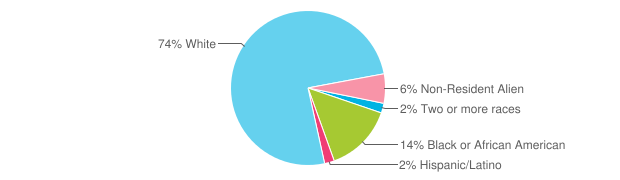 74% White
6% Non-Resident Alien
2% Two or more races
14% Black or African American
2% Hispanic/Latino